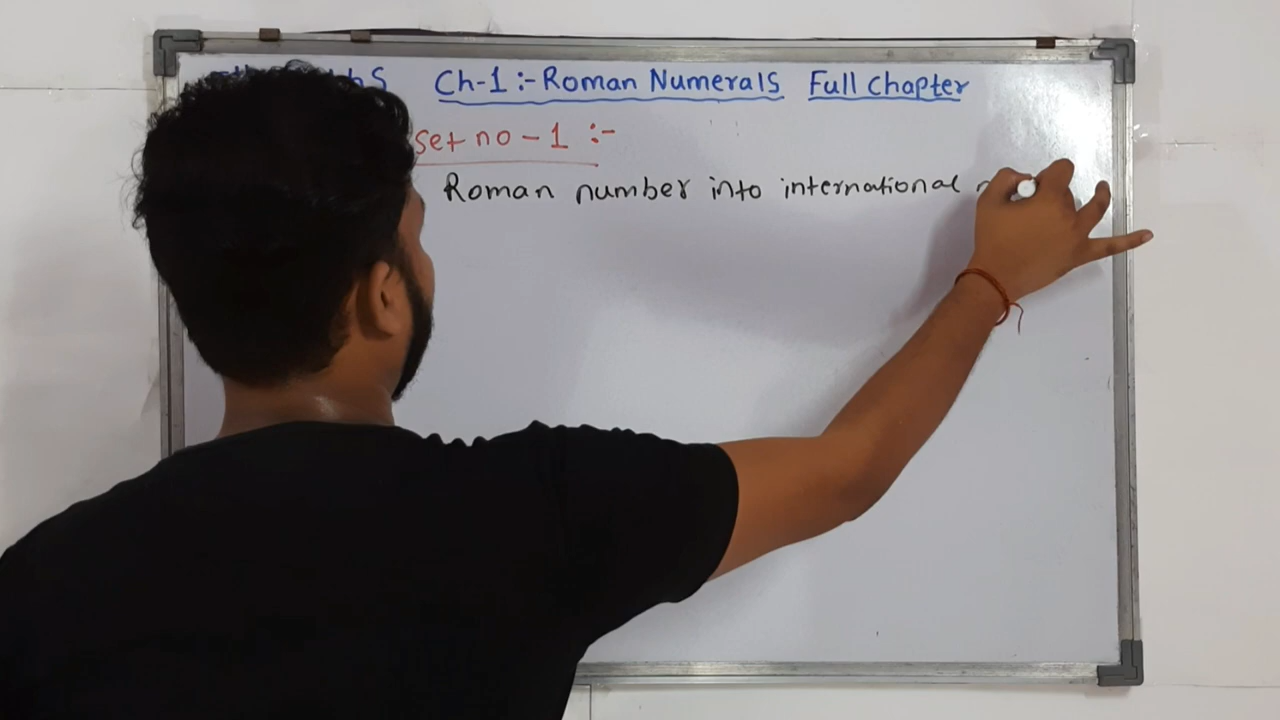 Ch-1 :- Roman Numerals Full Chapter
set no - 1 :-
Roman number into international